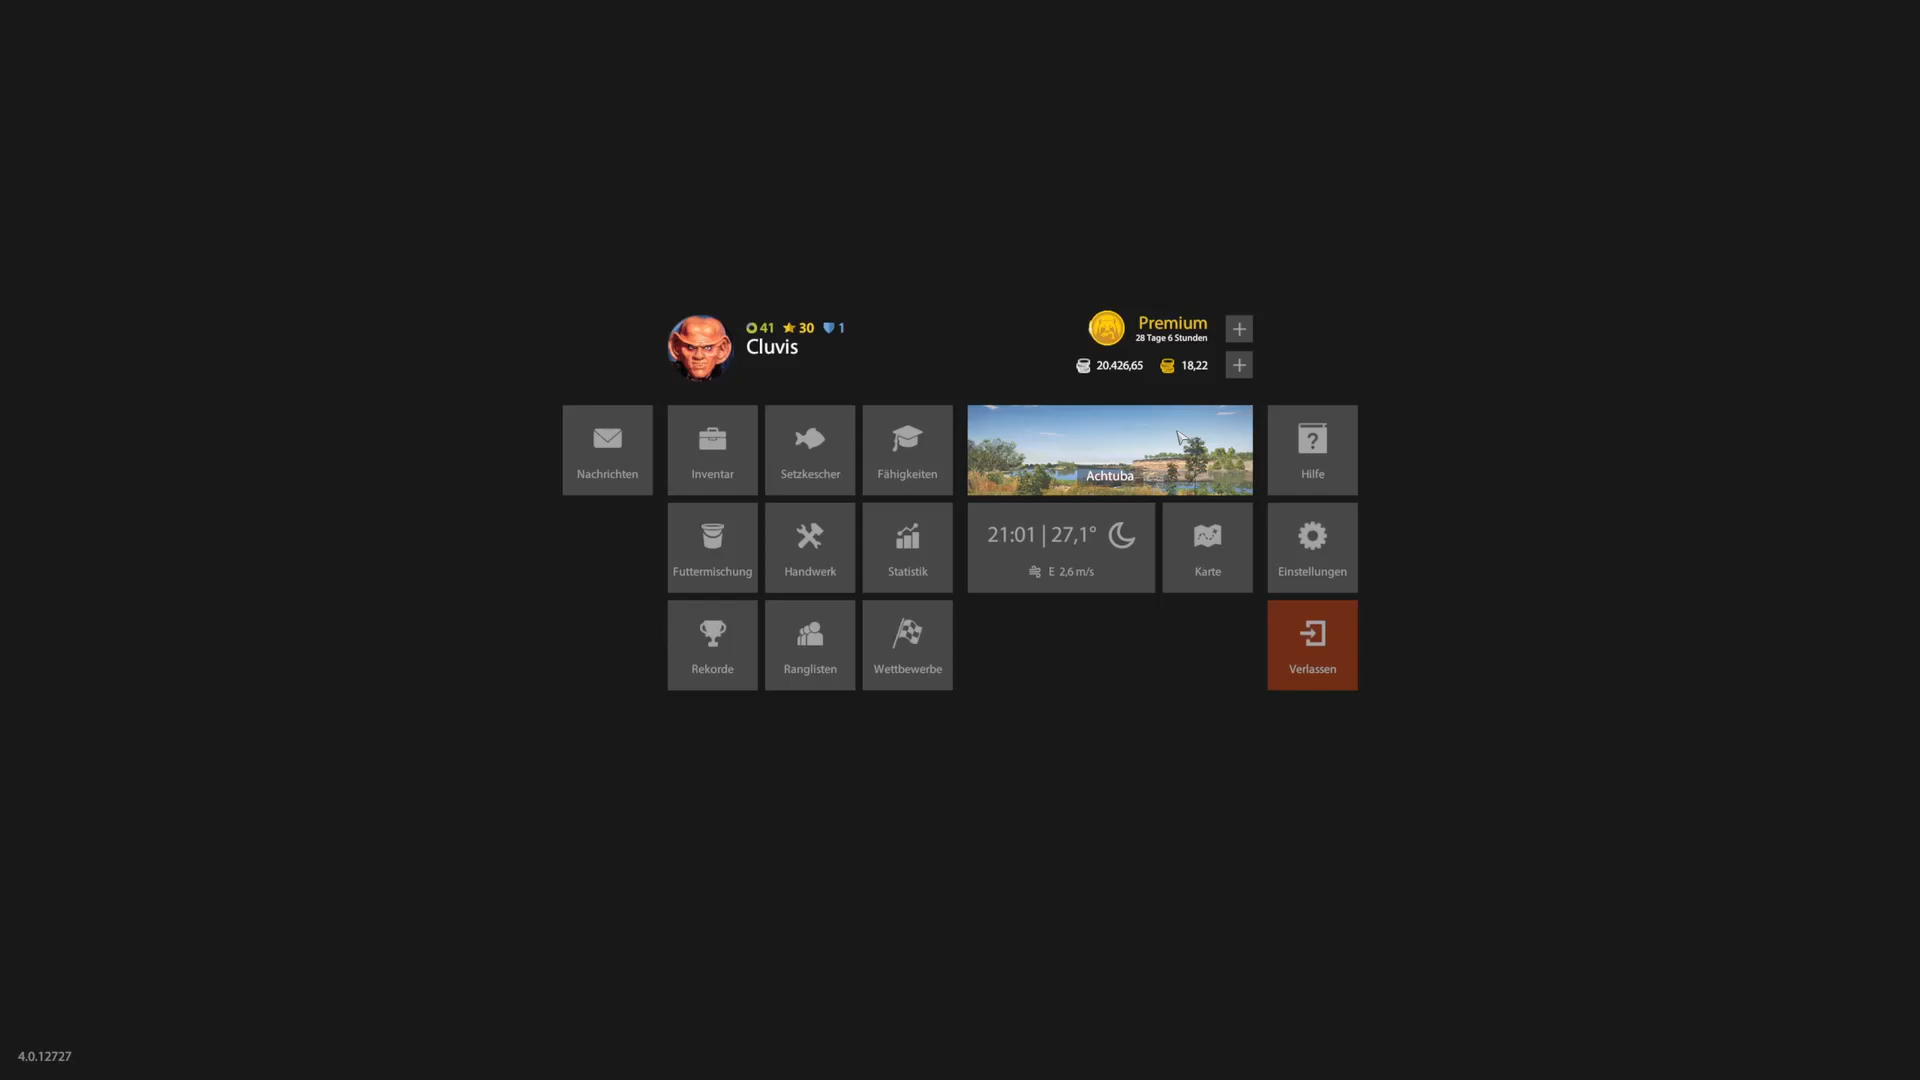 41 30 1
Cluvis
Premium
28 Tage 6 Stunden
20.426,65 18,22
Nachrichten
Inventar
Setzkescher
Fähigkeiten
Achtuba
Hilfe
Futtermischung
Handwerk
Statistik
21:01 | 27,1°
E 2,6 m/s
Karte
Einstellungen
Rekorde
Ranglisten
Wettbewerbe
Verlassen
4.0.12727